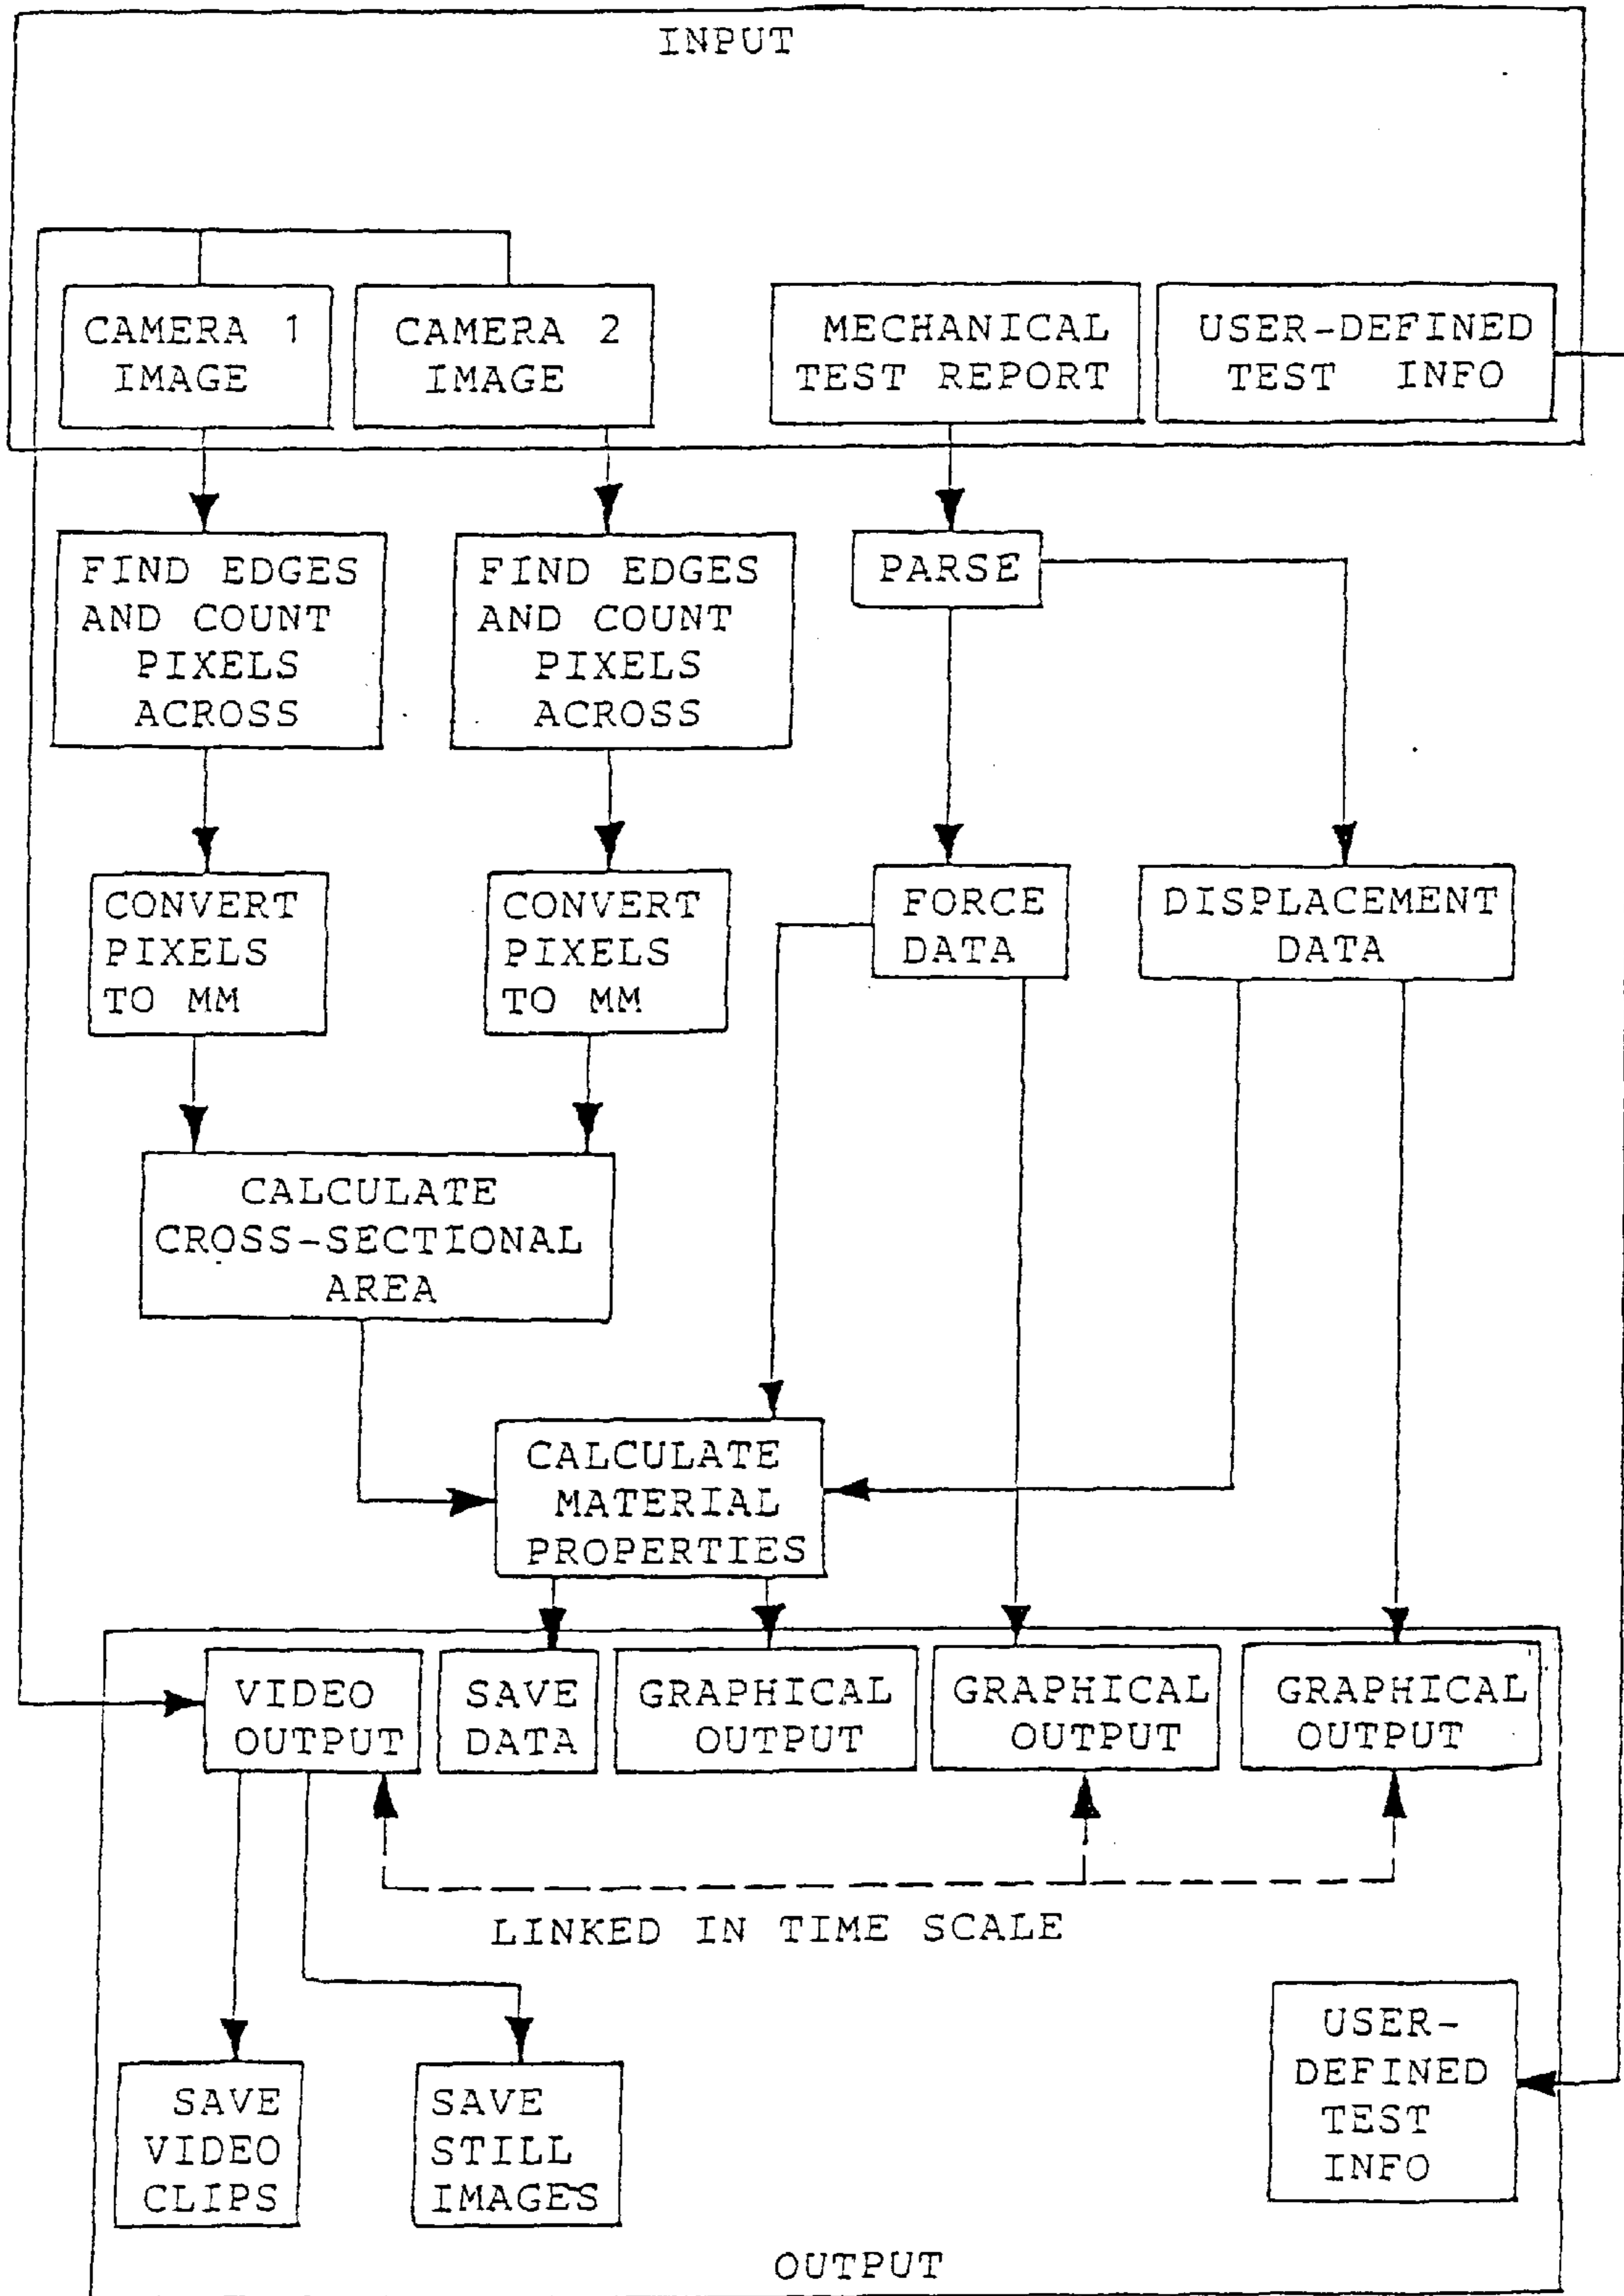 INPUT
CAMERA 1
IMAGE
CAMERA 2
IMAGE
MECHANICAL
TEST REPORT
USER-DEFINED
TEST INFO
FIND EDGES
AND COUNT
PIXELS
ACROSS
FIND EDGES
AND COUNT
PIXELS
ACROSS
PARSE
CONVERT
PIXELS
TO MM
CONVERT
PIXELS
TO MM
FORCE
DATA
DISPLACEMENT
DATA
CALCULATE
CROSS-SECTIONAL
AREA
CALCULATE
MATERIAL
PROPERTIES
VIDEO
OUTPUT
SAVE
DATA
GRAPHICAL
OUTPUT
GRAPHICAL
OUTPUT
GRAPHICAL
OUTPUT
LINKED IN TIME SCALE
SAVE
VIDEO
CLIPS
SAVE
STILL
IMAGES
USER-
DEFINED
TEST
INFO
OUTPUT